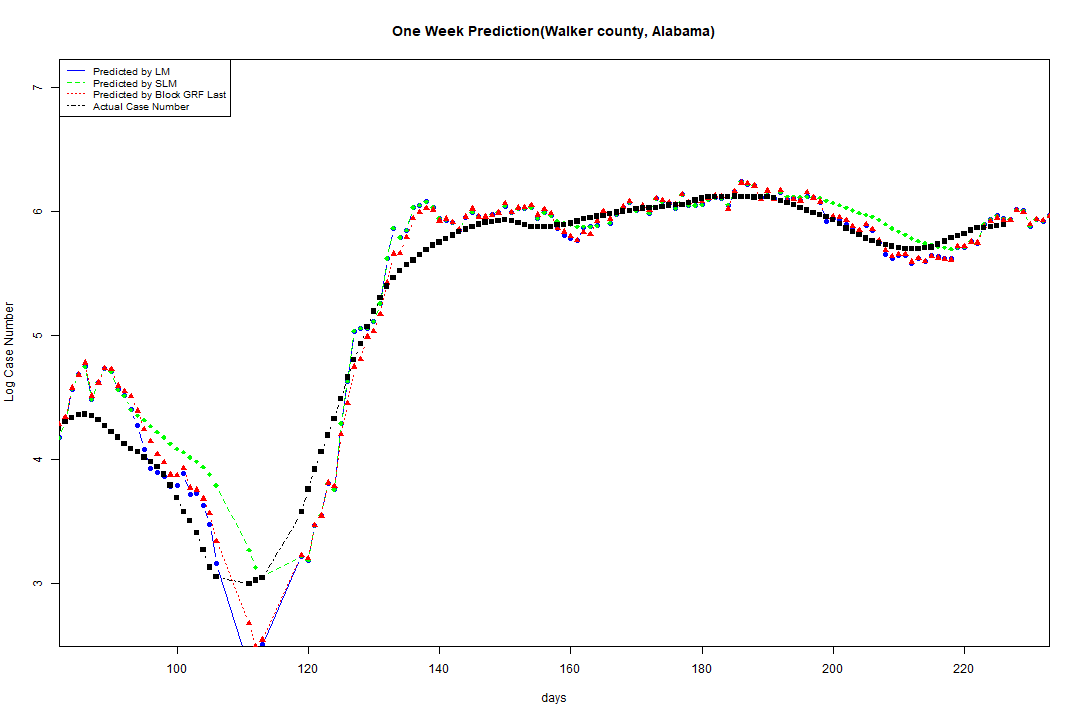 One Week Prediction(Walker county, Alabama)
Predicted by LM
Predicted by SLM
Predicted by Block GRF Last
Actual Case Number
7
6
5
4
3
Log Case Number
100 120 140 160 180 200 220
days